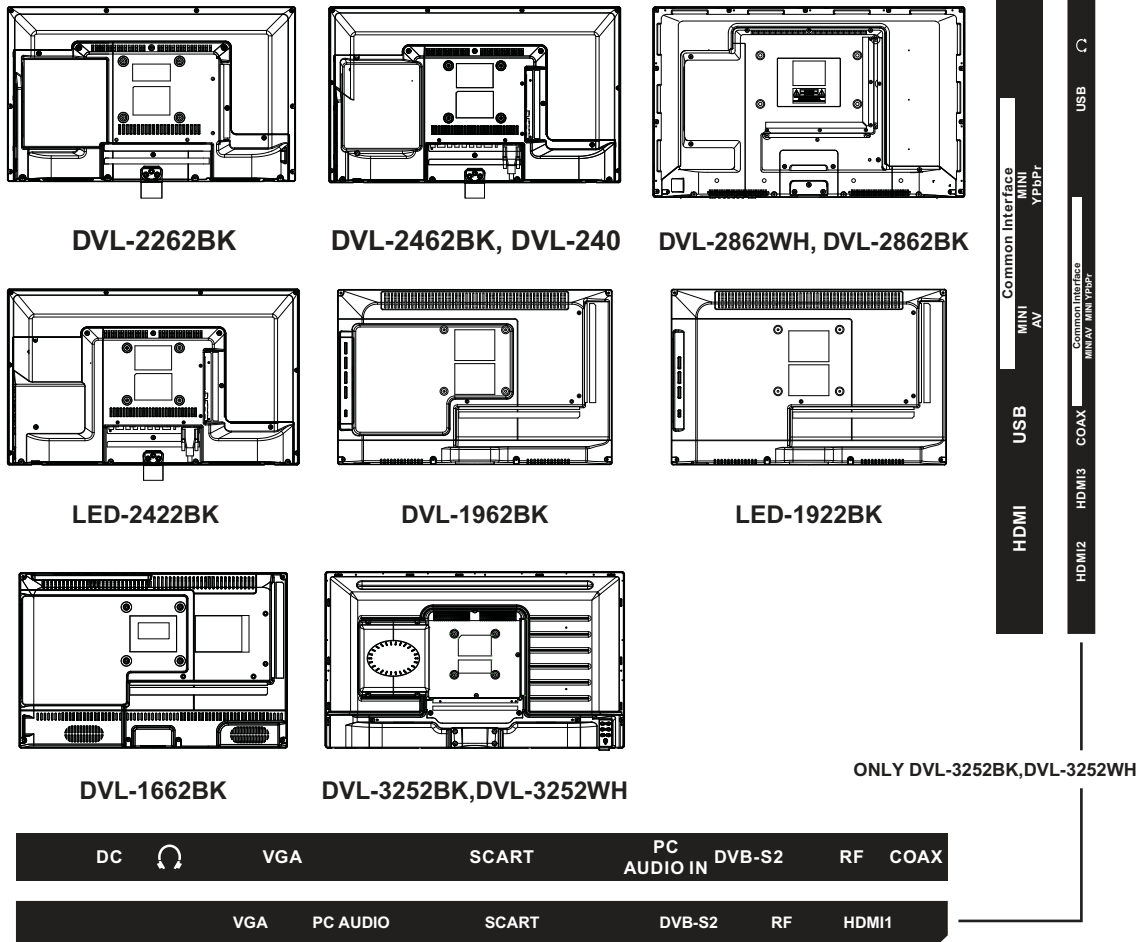 DVL-2262BK
DVL-2462BK, DVL-240
DVL-2862WH, DVL-2862BK
LED-2422BK
DVL-1962BK
LED-1922BK
DVL-1662BK
DVL-3252BK,DVL-3252WH
HDMI
USB
MINI
AV
Common Interface
MINI
YPbPr
HDMI2
HDMI3
COAX
Common Interface
MINI AV MINI YPbPr
USB
ONLY DVL-3252BK,DVL-3252WH
DC
VGA
SCART
PC
AUDIO IN
DVB-S2
RF
COAX
VGA
PC AUDIO
SCART
DVB-S2
RF
HDMI1